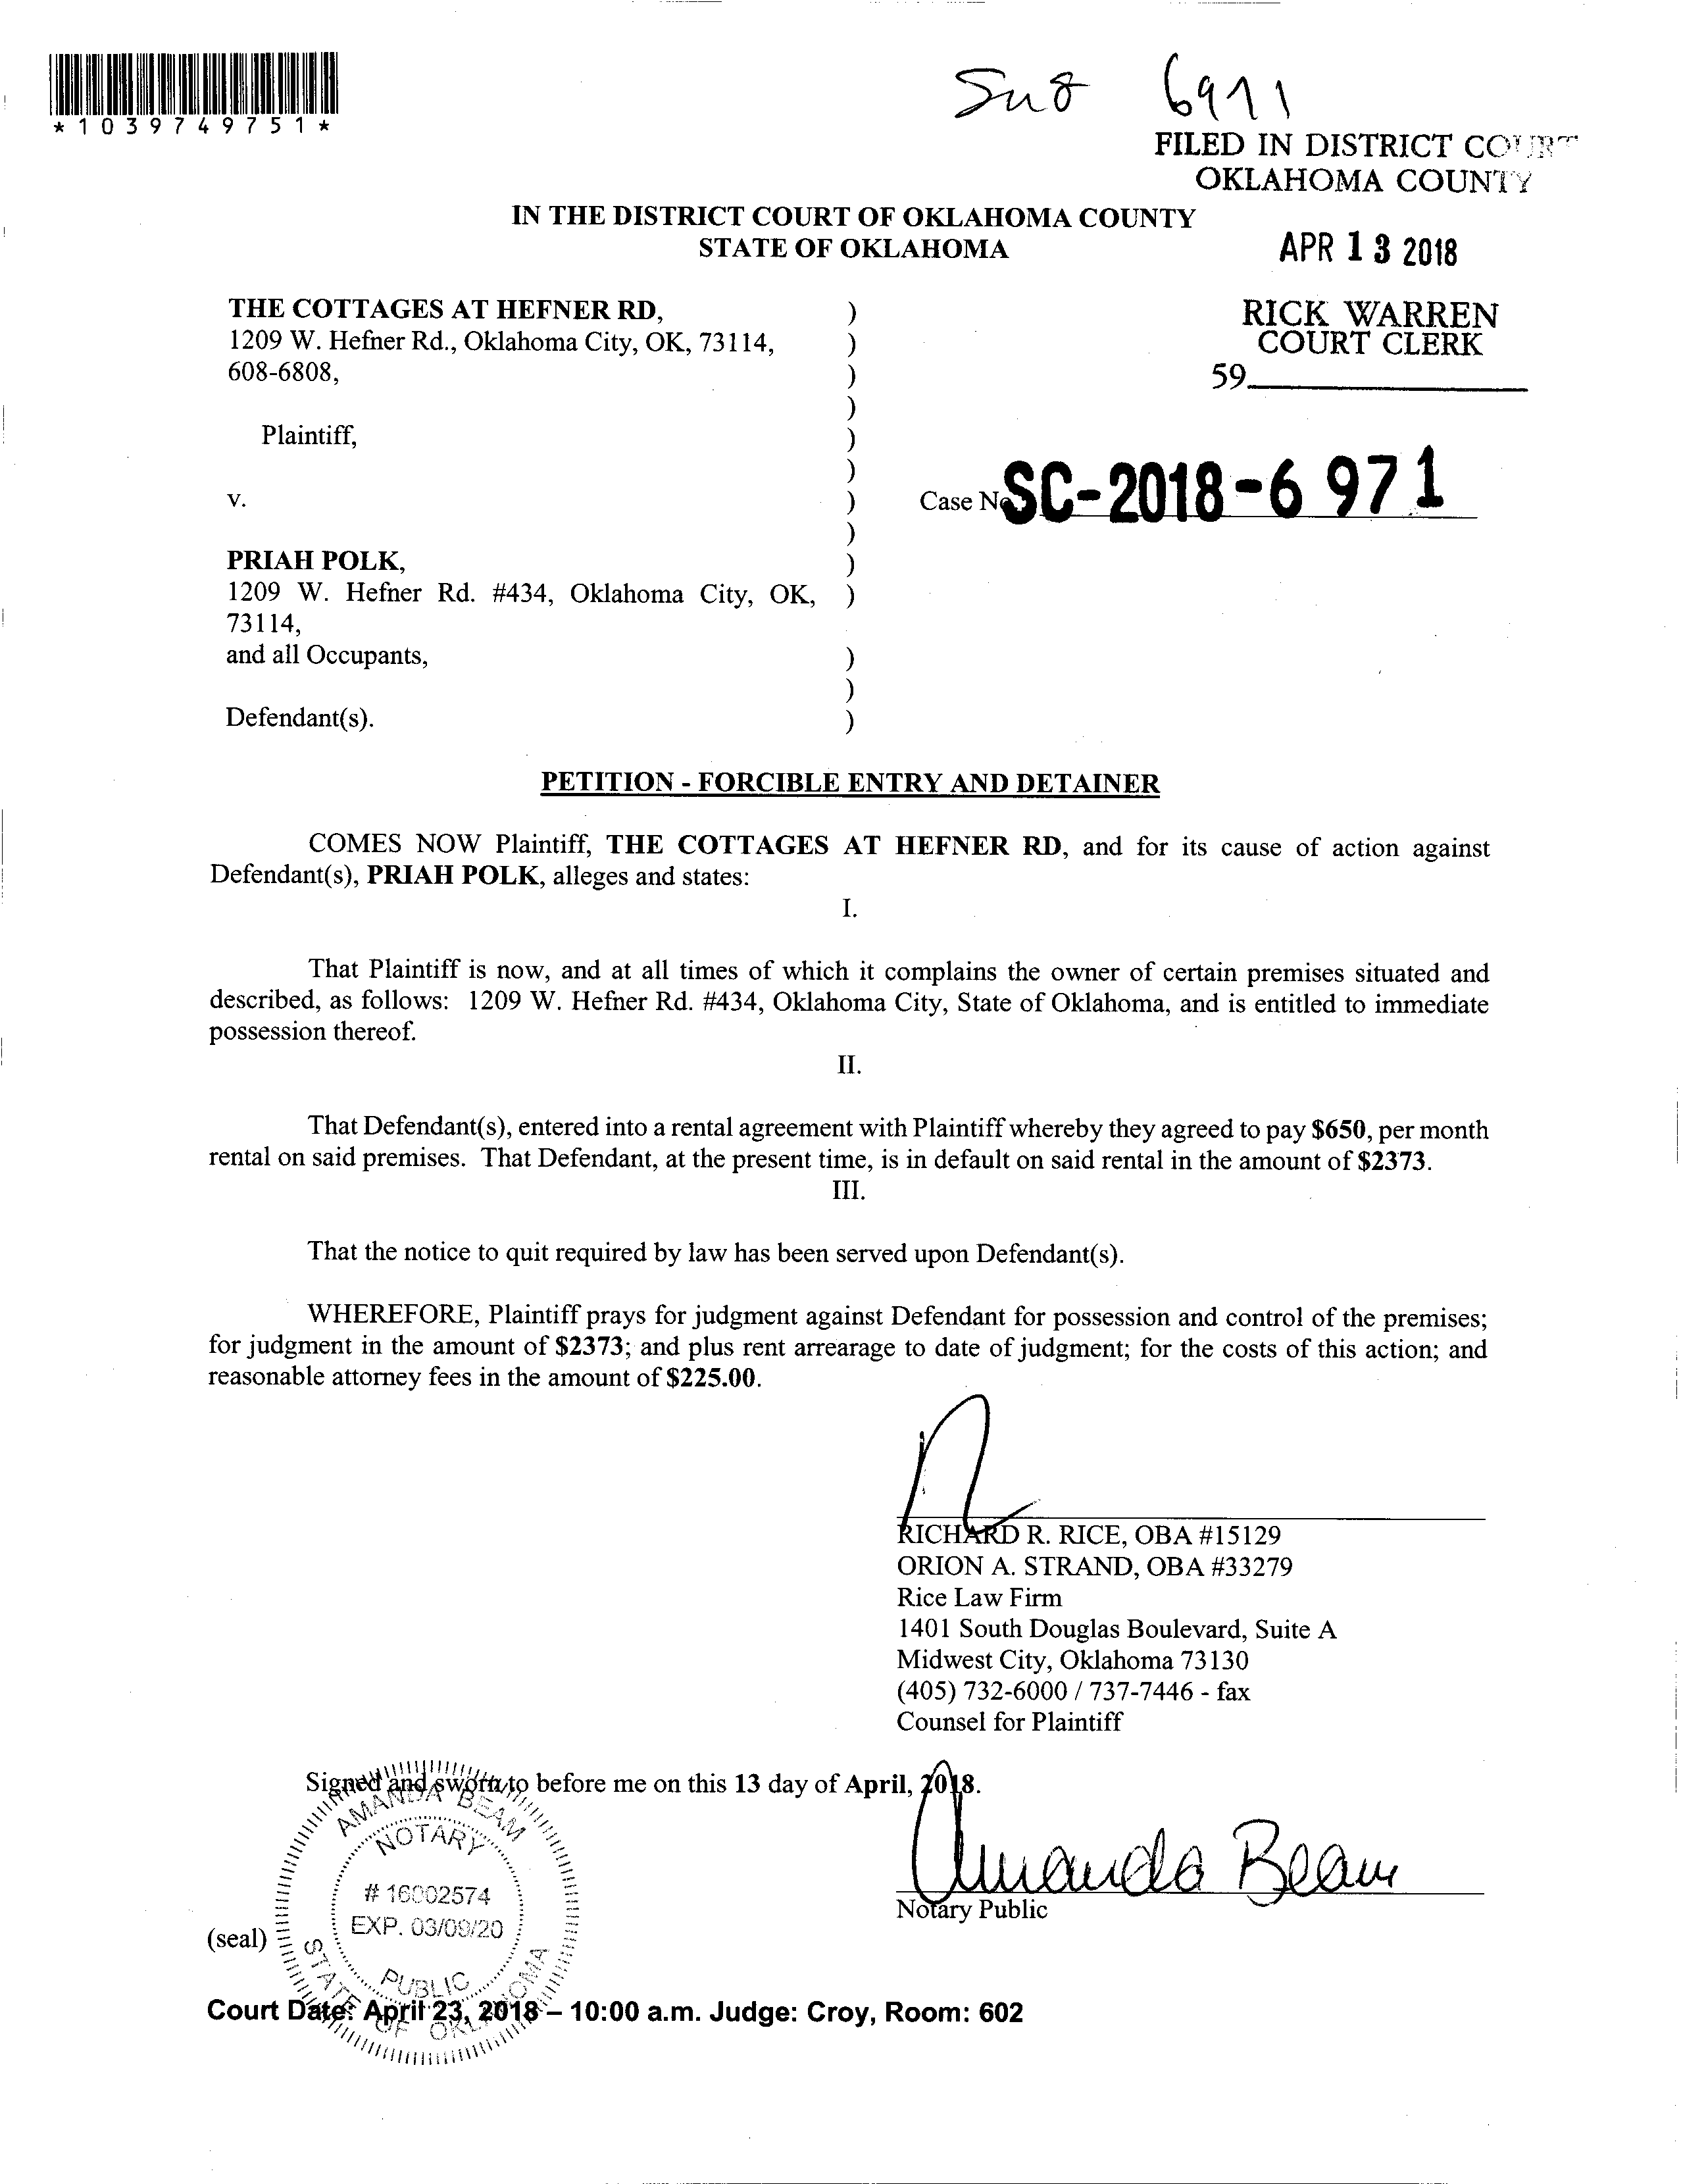 *1039749751*
6971
FILED IN DISTRICT COURT
OKLAHOMA COUNTY
IN THE DISTRICT COURT OF OKLAHOMA COUNTY
STATE OF OKLAHOMA
APR 13 2018
RICK WARREN
COURT CLERK
59
THE COTTAGES AT HEFNER RD, )
1209 W. Hefner Rd., Oklahoma City, OK, 73114, )
608-6808, )
)
Plaintiff, )
)
v. ) Case No SC-2018-6971
)
PRIAH POLK, )
1209 W. Hefner Rd. #434, Oklahoma City, OK, )
73114,
and all Occupants, )
)
Defendant(s). )
PETITION - FORCIBLE ENTRY AND DETAINER
COMES NOW Plaintiff, THE COTTAGES AT HEFNER RD, and for its cause of action against
Defendant(s), PRIAH POLK, alleges and states:
I.
That Plaintiff is now, and at all times of which it complains the owner of certain premises situated and
described, as follows: 1209 W. Hefner Rd. #434, Oklahoma City, State of Oklahoma, and is entitled to immediate
possession thereof.
II.
That Defendant(s), entered into a rental agreement with Plaintiff whereby they agreed to pay $650, per month
rental on said premises. That Defendant, at the present time, is in default on said rental in the amount of $2373.
III.
That the notice to quit required by law has been served upon Defendant(s).
WHEREFORE, Plaintiff prays for judgment against Defendant for possession and control of the premises;
for judgment in the amount of $2373; and plus rent arrearage to date of judgment; for the costs of this action; and
reasonable attorney fees in the amount of $225.00.
RICHARD R. RICE, OBA #15129
ORION A. STRAND, OBA #33279
Rice Law Firm
1401 South Douglas Boulevard, Suite A
Midwest City, Oklahoma 73130
(405) 732-6000 / 737-7446 - fax
Counsel for Plaintiff
Signed and sworn to before me on this 13 day of April, 2018.
Amanda Beam
Notary Public
AMANDA BEAM
NOTARY
# 16002574
EXP. 03/09/20
PUBLIC
STATE OF OKLAHOMA
(seal)
Court Date: April 23, 2018 – 10:00 a.m. Judge: Croy, Room: 602